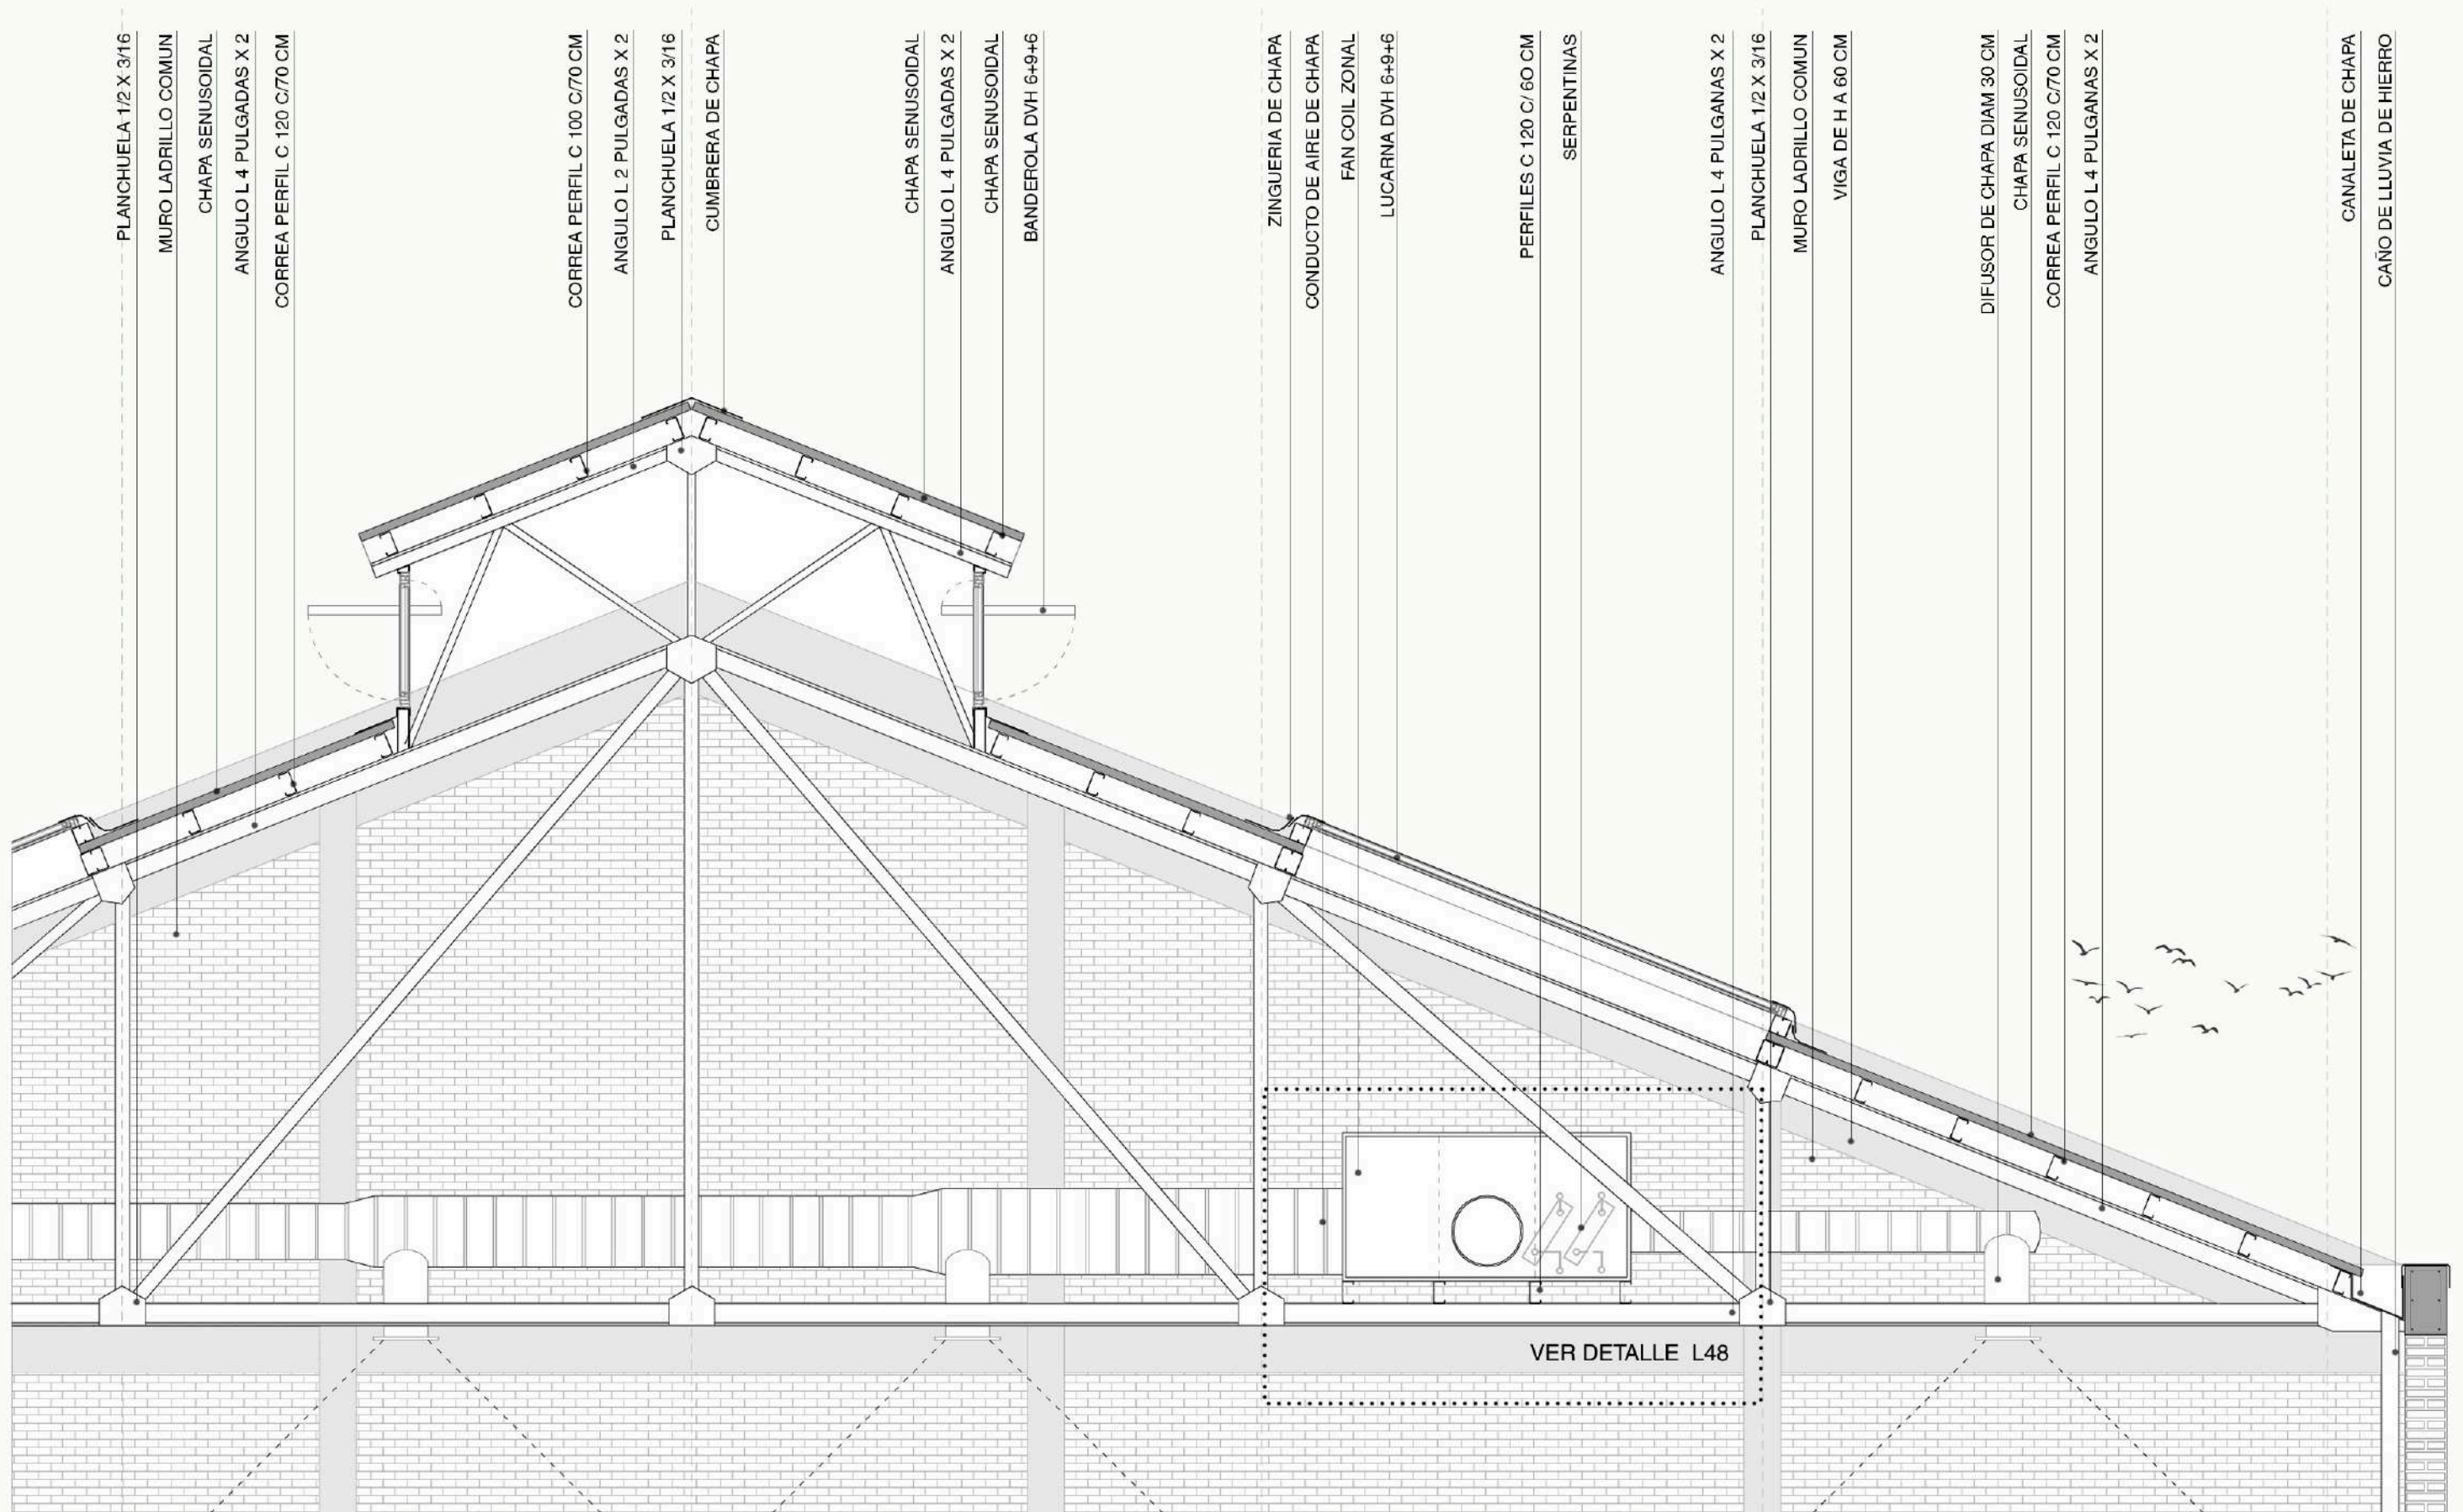 PLANCHUELA 1/2 X 3/16
MURO LADRILLO COMUN
CHAPA SENUSOIDAL
ANGULO L 4 PULGADAS X 2
CORREA PERFIL C 120 C/70 CM
CORREA PERFIL C 100 C/70 CM
ANGULO L 2 PULGADAS X 2
PLANCHUELA 1/2 X 3/16
CUMBRERA DE CHAPA
CHAPA SENUSOIDAL
ANGULO L 4 PULGADAS X 2
CHAPA SENUSOIDAL
BANDEROLA DVH 6+9+6
ZINGUERIA DE CHAPA
CONDUCTO DE AIRE DE CHAPA
FAN COIL ZONAL
LUCARNA DVH 6+9+6
PERFILES C 120 C/ 6O CM
SERPENTINAS
ANGULO L 4 PULGANAS X 2
PLANCHUELA 1/2 X 3/16
MURO LADRILLO COMUN
VIGA DE H A 60 CM
DIFUSOR DE CHAPA DIAM 30 CM
CHAPA SENUSOIDAL
CORREA PERFIL C 120 C/70 CM
ANGULO L 4 PULGANAS X 2
CANALETA DE CHAPA
CAÑO DE LLUVIA DE HIERRO
VER DETALLE L48